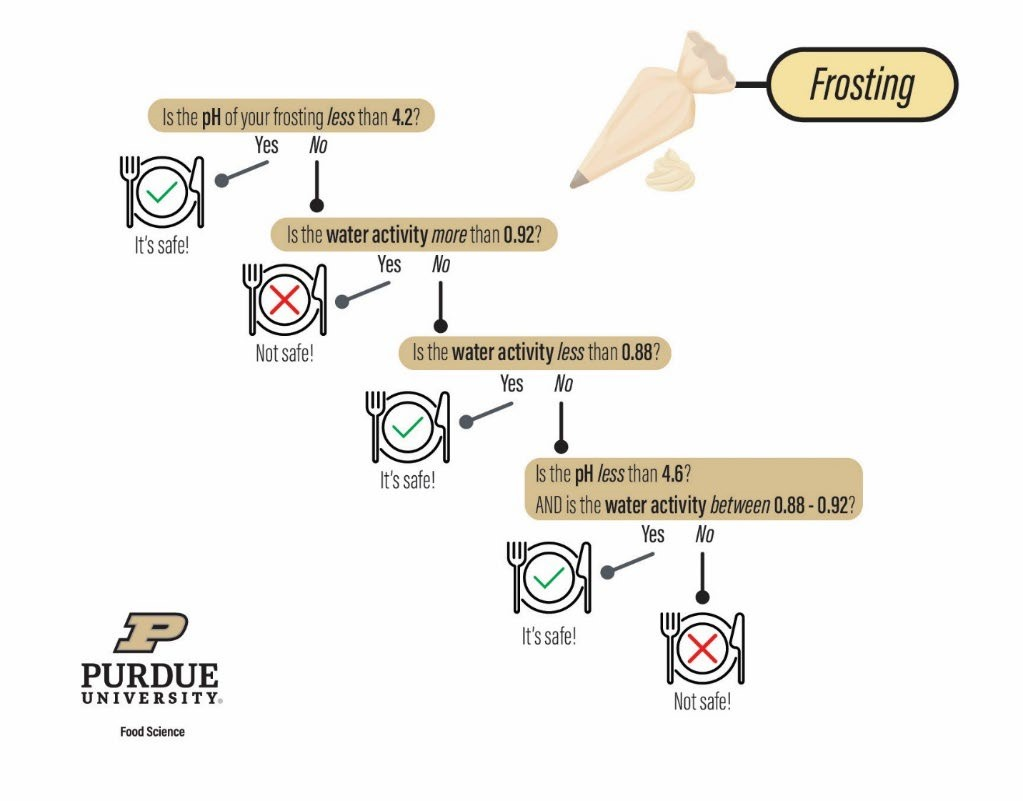 Frosting
Is the pH of your frosting less than 4.2?
Yes No
It's safe!
Is the water activity more than 0.92?
Yes No
Not safe!
Is the water activity less than 0.88?
Yes No
It's safe!
Is the pH less than 4.6?
AND is the water activity between 0.88 - 0.92?
Yes No
It's safe!
Not safe!
P
PURDUE
UNIVERSITY®
Food Science